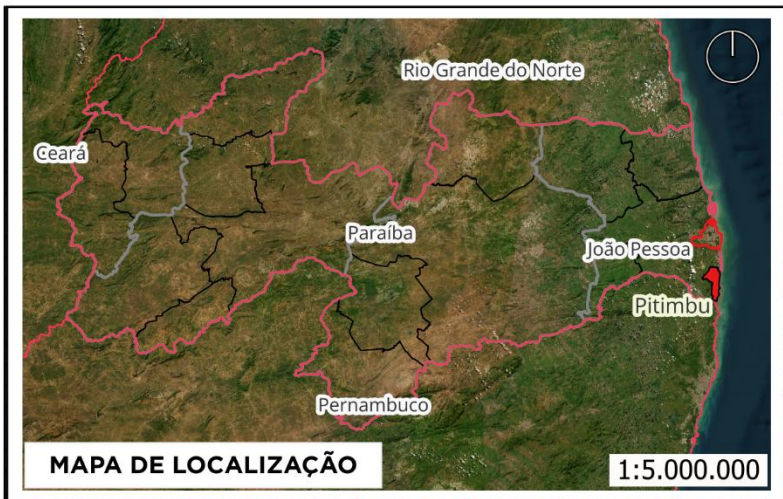 Rio Grande do Norte
Ceará
Paraíba
João Pessoa
Pitimbu
Pernambuco
MAPA DE LOCALIZAÇÃO
1:5.000.000